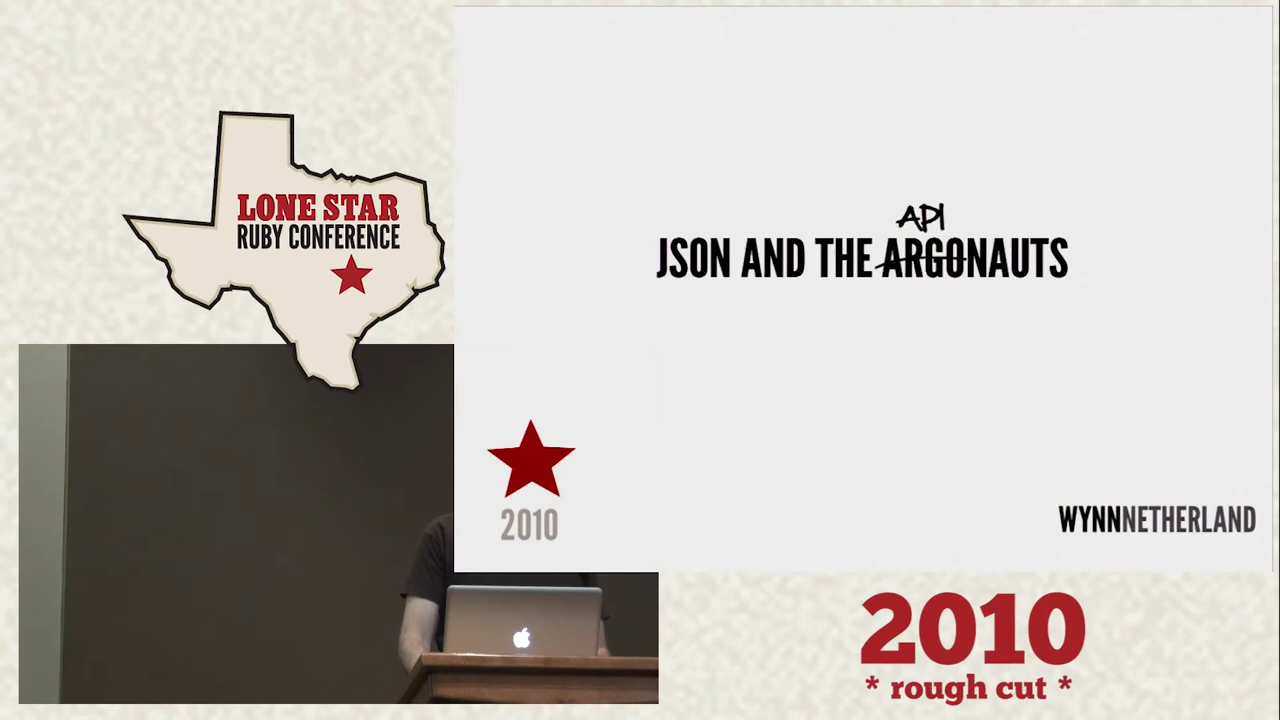 LONE STAR
RUBY CONFERENCE
API
JSON AND THE ARGONAUTS
2010
WYNNNETHERLAND
2010
* rough cut *